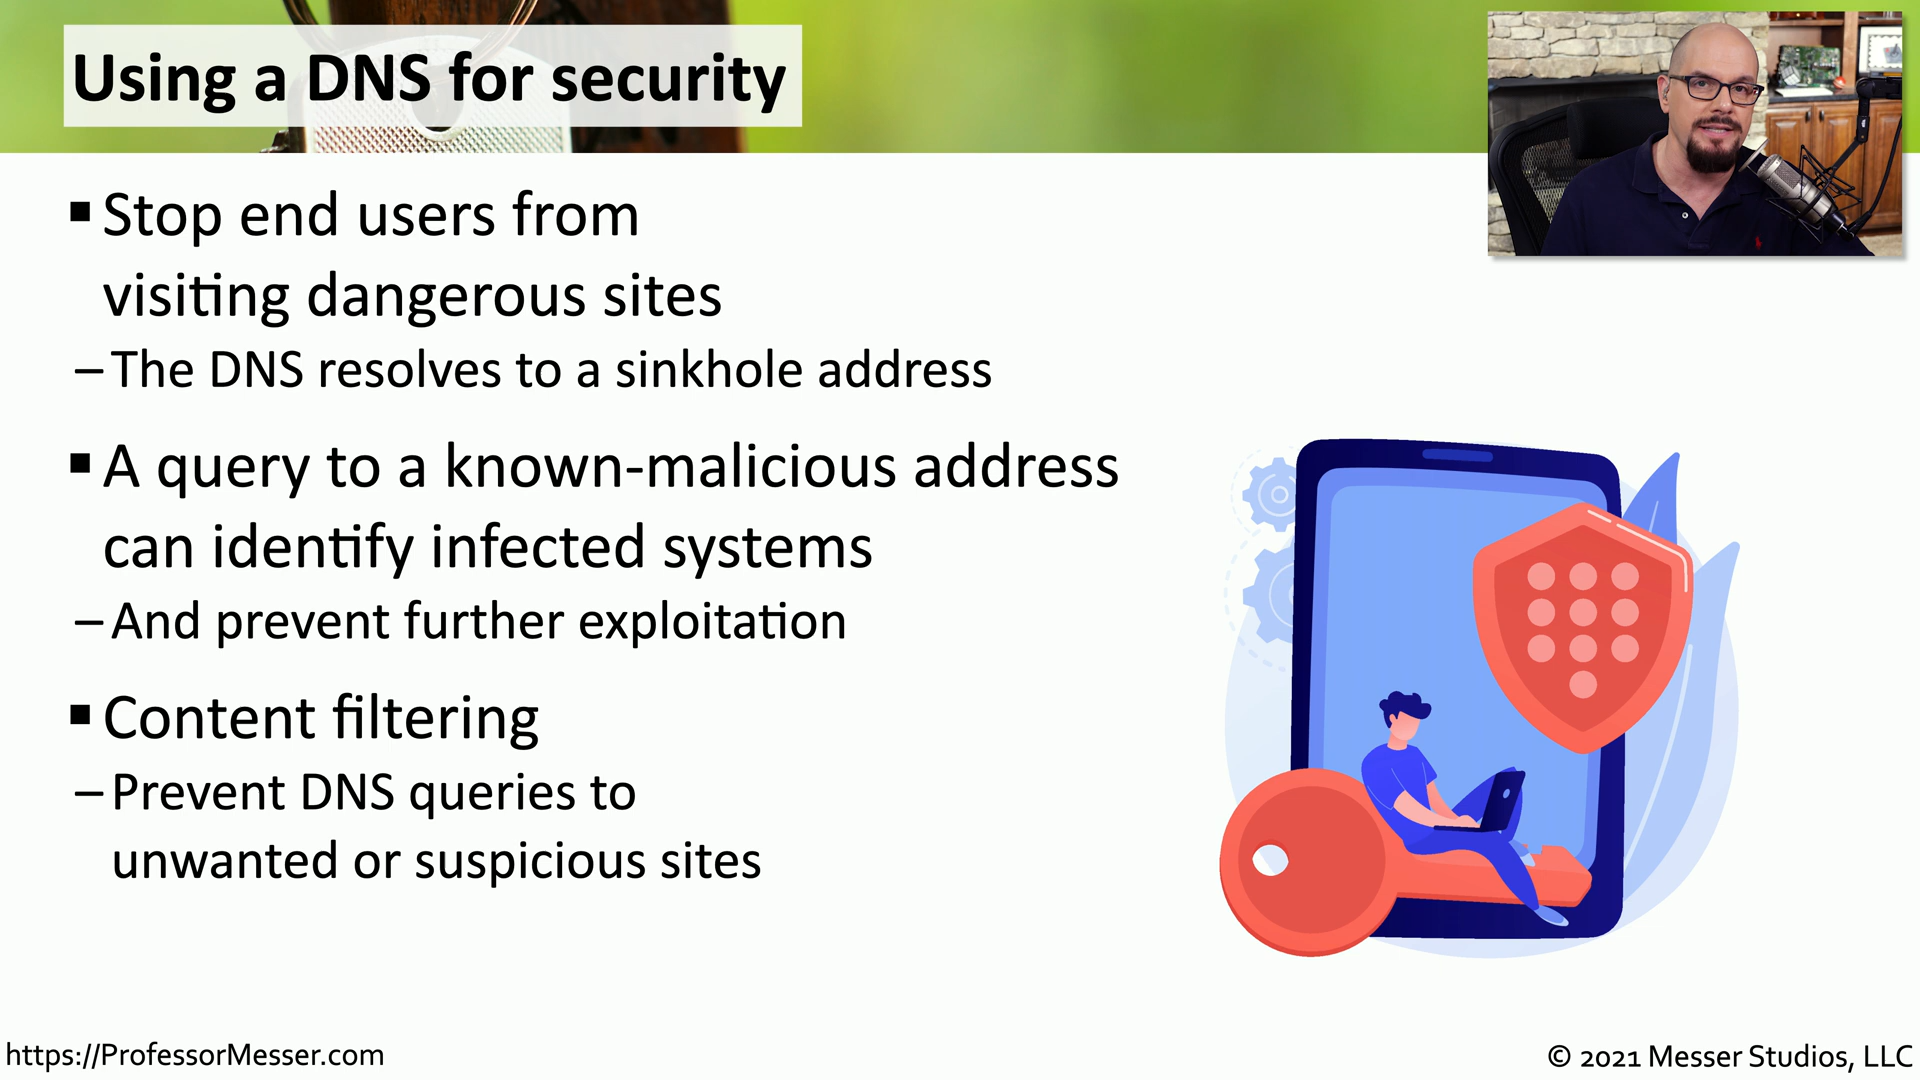 Using a DNS for security
▪ Stop end users from
visiting dangerous sites
– The DNS resolves to a sinkhole address
▪ A query to a known-malicious address
can identify infected systems
– And prevent further exploitation
▪ Content filtering
– Prevent DNS queries to
unwanted or suspicious sites
https://ProfessorMesser.com
© 2021 Messer Studios, LLC